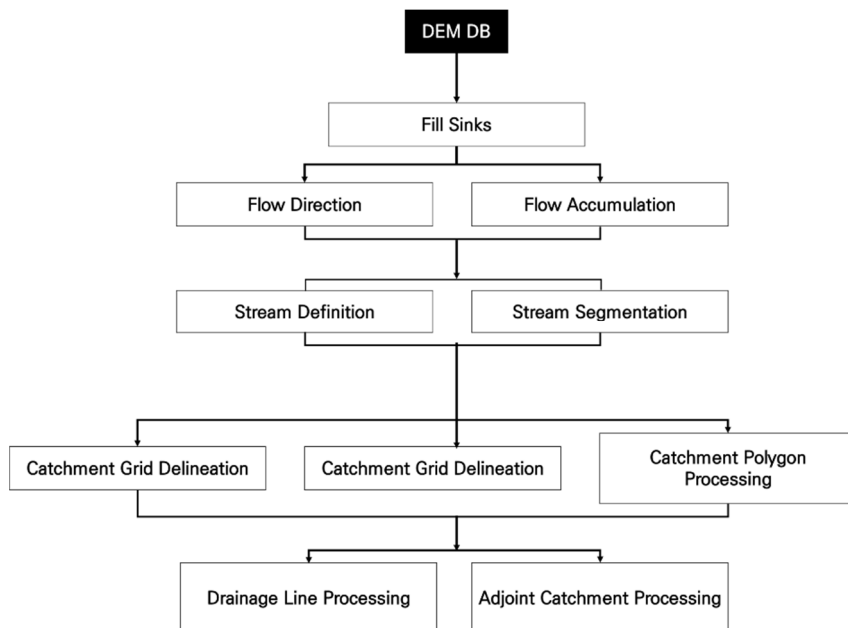 DEM DB
Fill Sinks
Flow Direction
Flow Accumulation
Stream Definition
Stream Segmentation
Catchment Grid Delineation
Catchment Grid Delineation
Catchment Polygon
Processing
Drainage Line Processing
Adjoint Catchment Processing